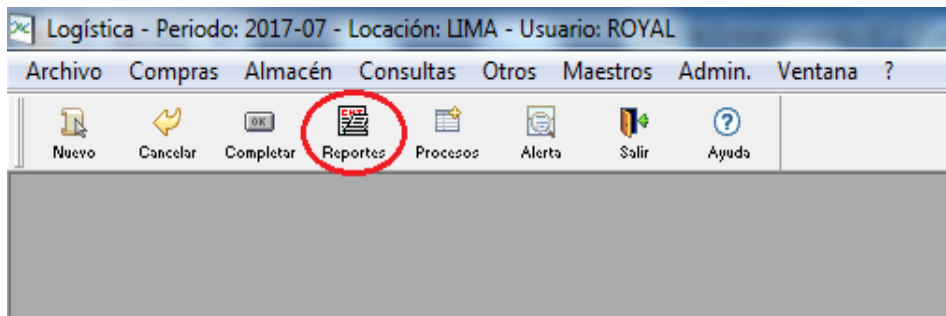 Logística - Periodo: 2017-07 - Locación: LIMA - Usuario: ROYAL
Archivo Compras Almacén Consultas Otros Maestros Admin. Ventana ?
OK
Nuevo Cancelar Completar Reportes Procesos Alerta Salir Ayuda